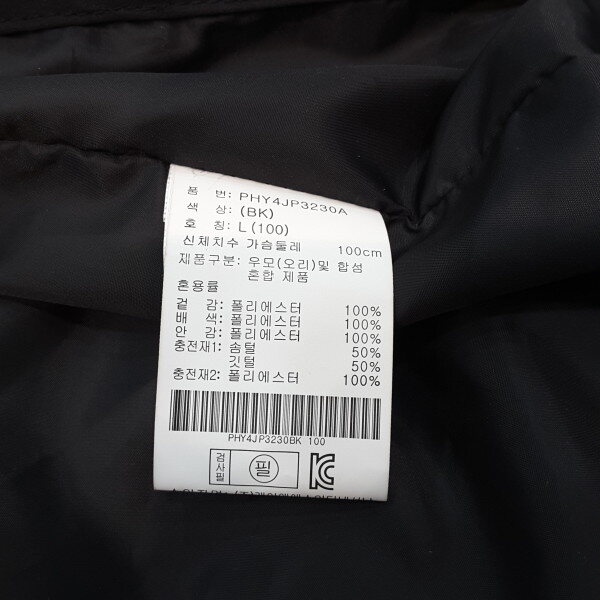 품 번: PHY4JP3230A
색 상: (BK)
호 칭: L(100)
신체치수 가슴둘레 100cm
제품구분: 우모(오리)및 합성
혼합 제품
혼용률
겉 감: 폴리에스터 100%
배 색: 폴리에스터 100%
안 감: 폴리에스터 100%
충전재1: 솜털 50%
깃털 50%
충전재2: 폴리에스터 100%
PHY4JP3230BK 100
검사필 필